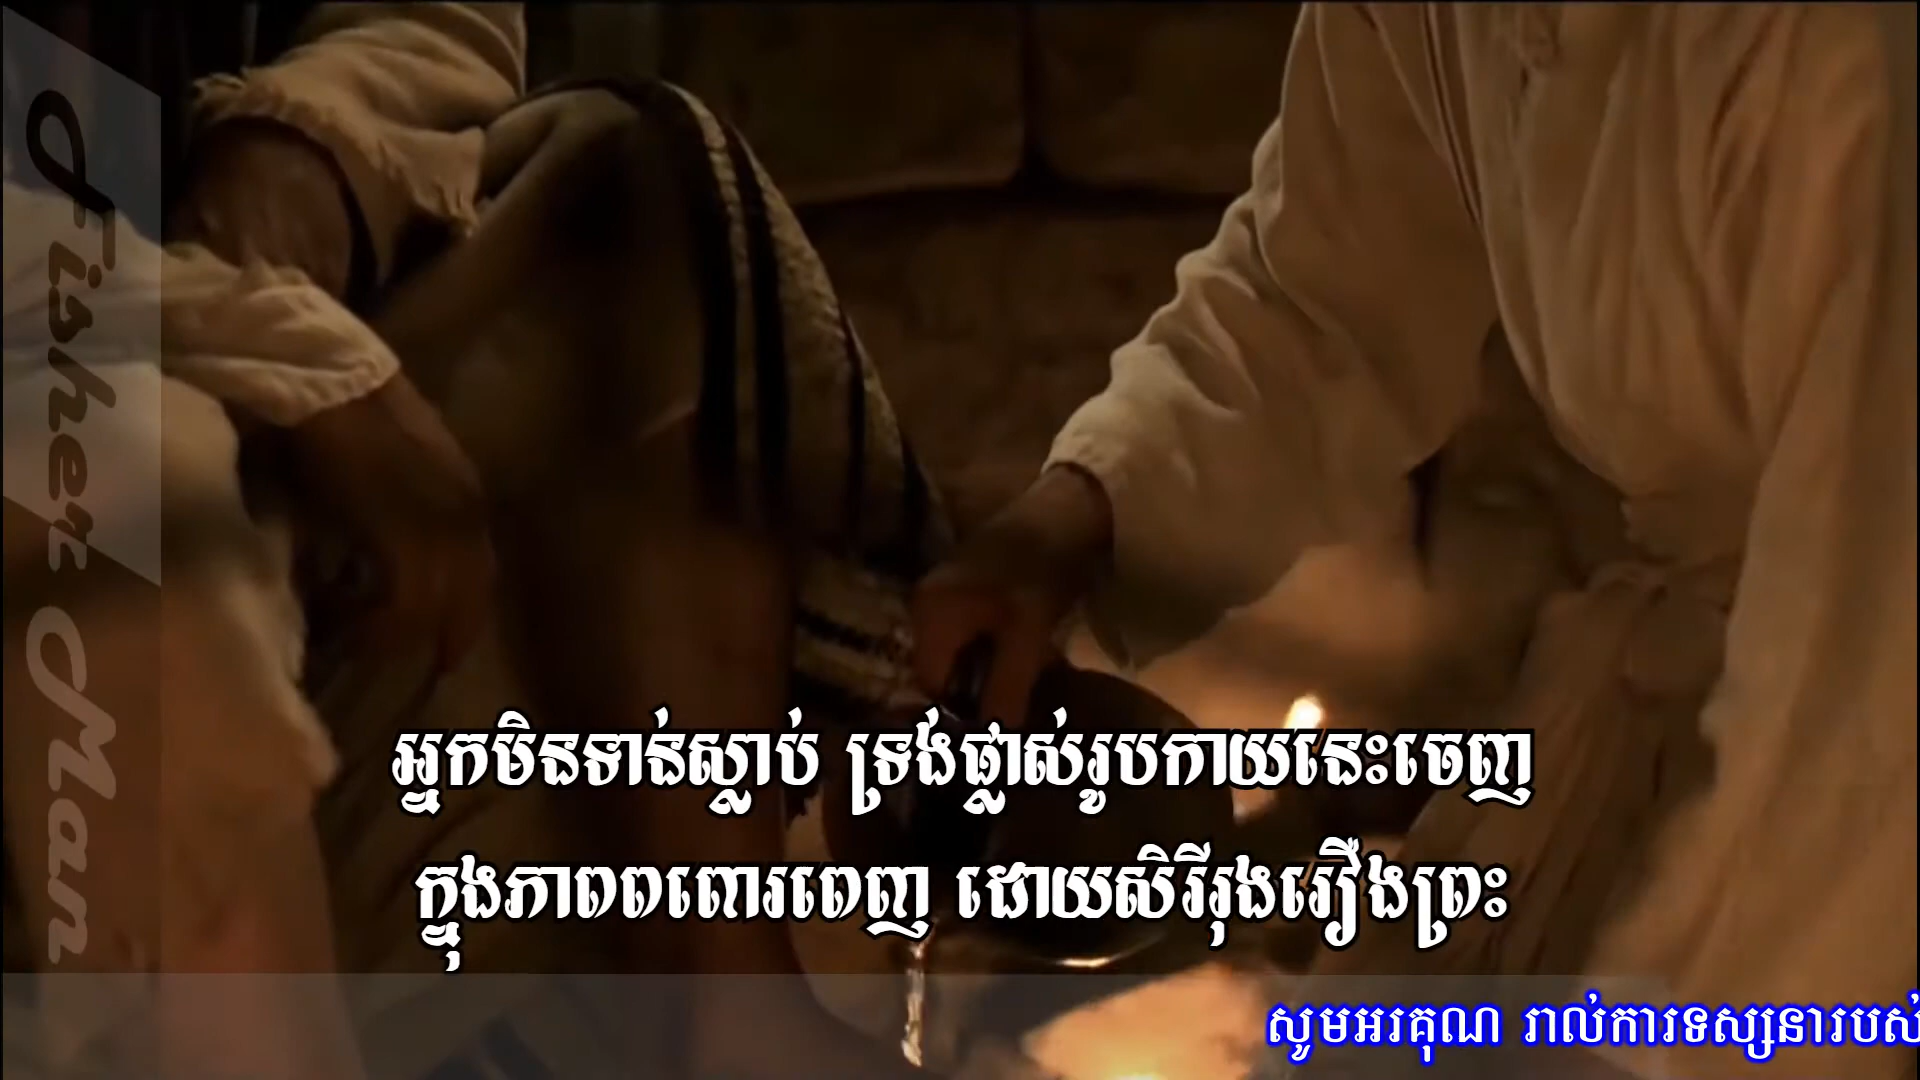 Fisher Man
អ្នកមិនទាន់ស្លាប់ ទ្រង់ផ្លាស់រូបកាយនេះចេញ
ក្នុងភាពពពោរពេញ ដោយសិរីរុងរឿងព្រះ
សូមអរគុណ រាល់ការទស្សនារបស់